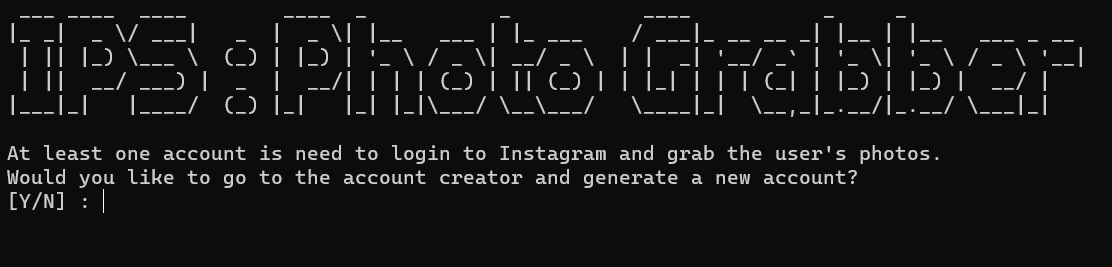 IPS : Photo Grabber
At least one account is need to login to Instagram and grab the user's photos.
Would you like to go to the account creator and generate a new account?
[Y/N] :